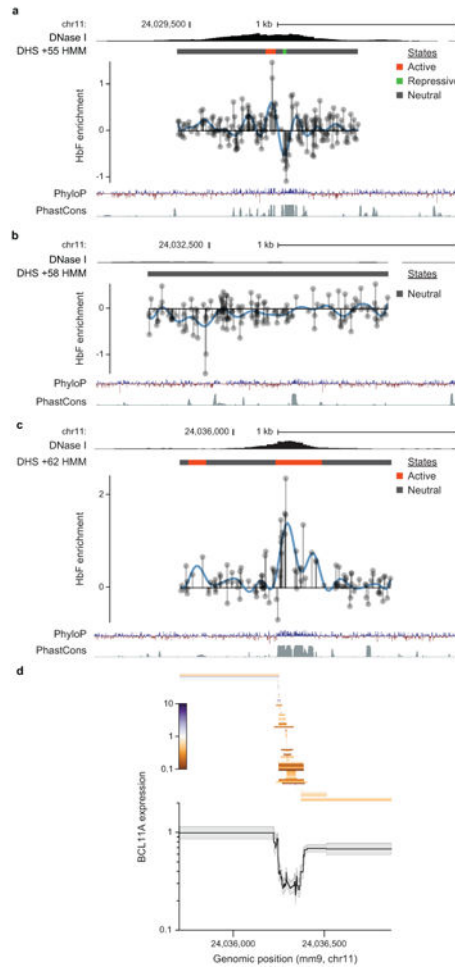 a
chr11: 24,029,500 1 kb
DNase I
DHS +55 HMM
States
Active
Repressive
Neutral
HbF enrichment
1
0
-1
PhyloP
PhastCons
b
chr11: 24,032,500 1 kb
DNase I
DHS +58 HMM
States
Neutral
HbF enrichment
0
-1
PhyloP
PhastCons
c
chr11: 24,036,000 1 kb
DNase I
DHS +62 HMM
States
Active
Neutral
HbF enrichment
2
0
PhyloP
PhastCons
d
10
1
0.1
BCL11A expression
1
0.1
24,036,000 24,036,500
Genomic position (mm9, chr11)